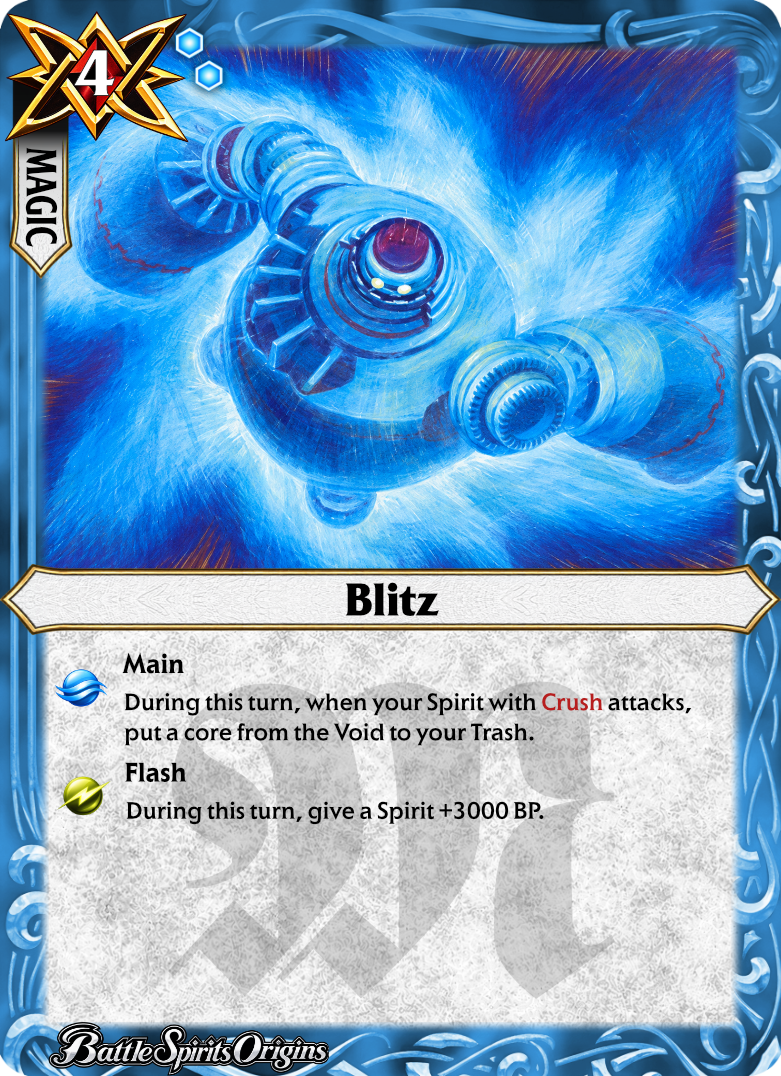 4
MAGIC
Blitz
Main
During this turn, when your Spirit with Crush attacks,
put a core from the Void to your Trash.
Flash
During this turn, give a Spirit +3000 BP.
Battle Spirits Origins